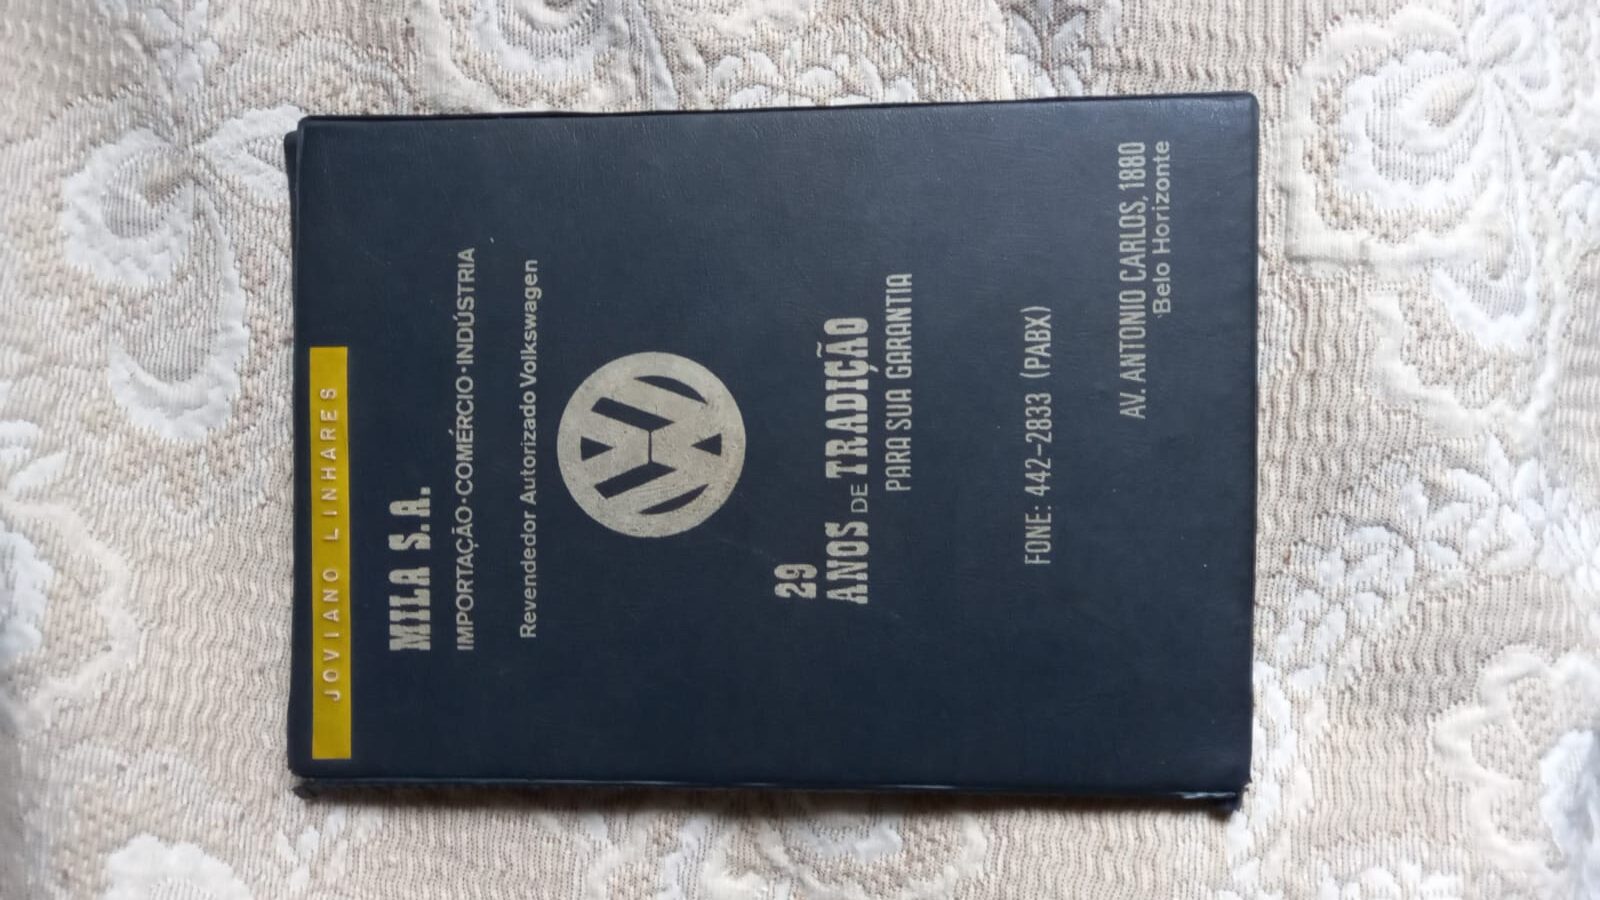 JOVIANO LINHARES
MILA S.A.
IMPORTAÇÃO·COMÉRCIO·INDÚSTRIA
Revendedor Autorizado Volkswagen
VW
29
ANOS DE TRADIÇÃO
PARA SUA GARANTIA
FONE: 442-2833 (PABX)
AV. ANTONIO CARLOS, 1880
Belo Horizonte